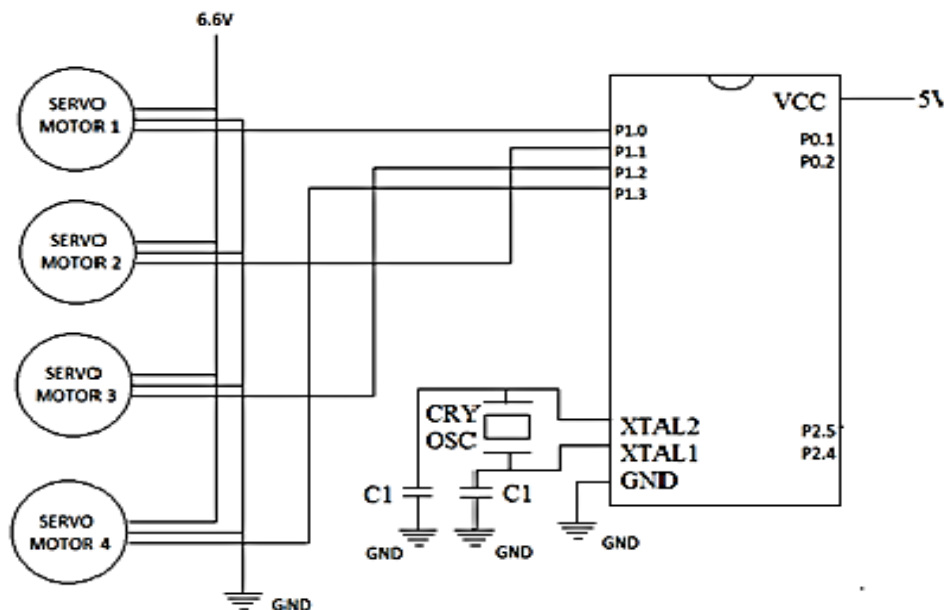 6.6V
SERVO
MOTOR 1
SERVO
MOTOR 2
SERVO
MOTOR 3
SERVO
MOTOR 4
GND
P1.0
P1.1
P1.2
P1.3
VCC
5V
P0.1
P0.2
CRY
OSC
XTAL2
XTAL1
GND
P2.5
P2.4
C1
C1
GND
GND
GND